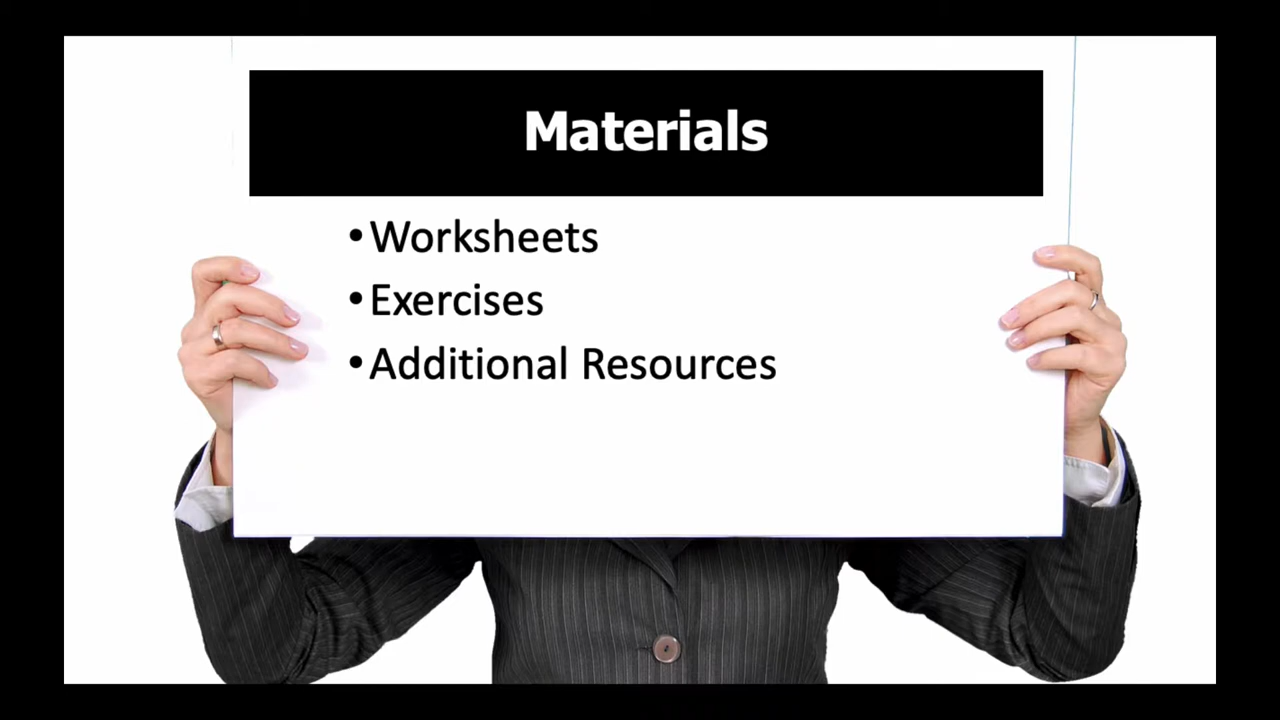 Materials
•Worksheets
•Exercises
•Additional Resources